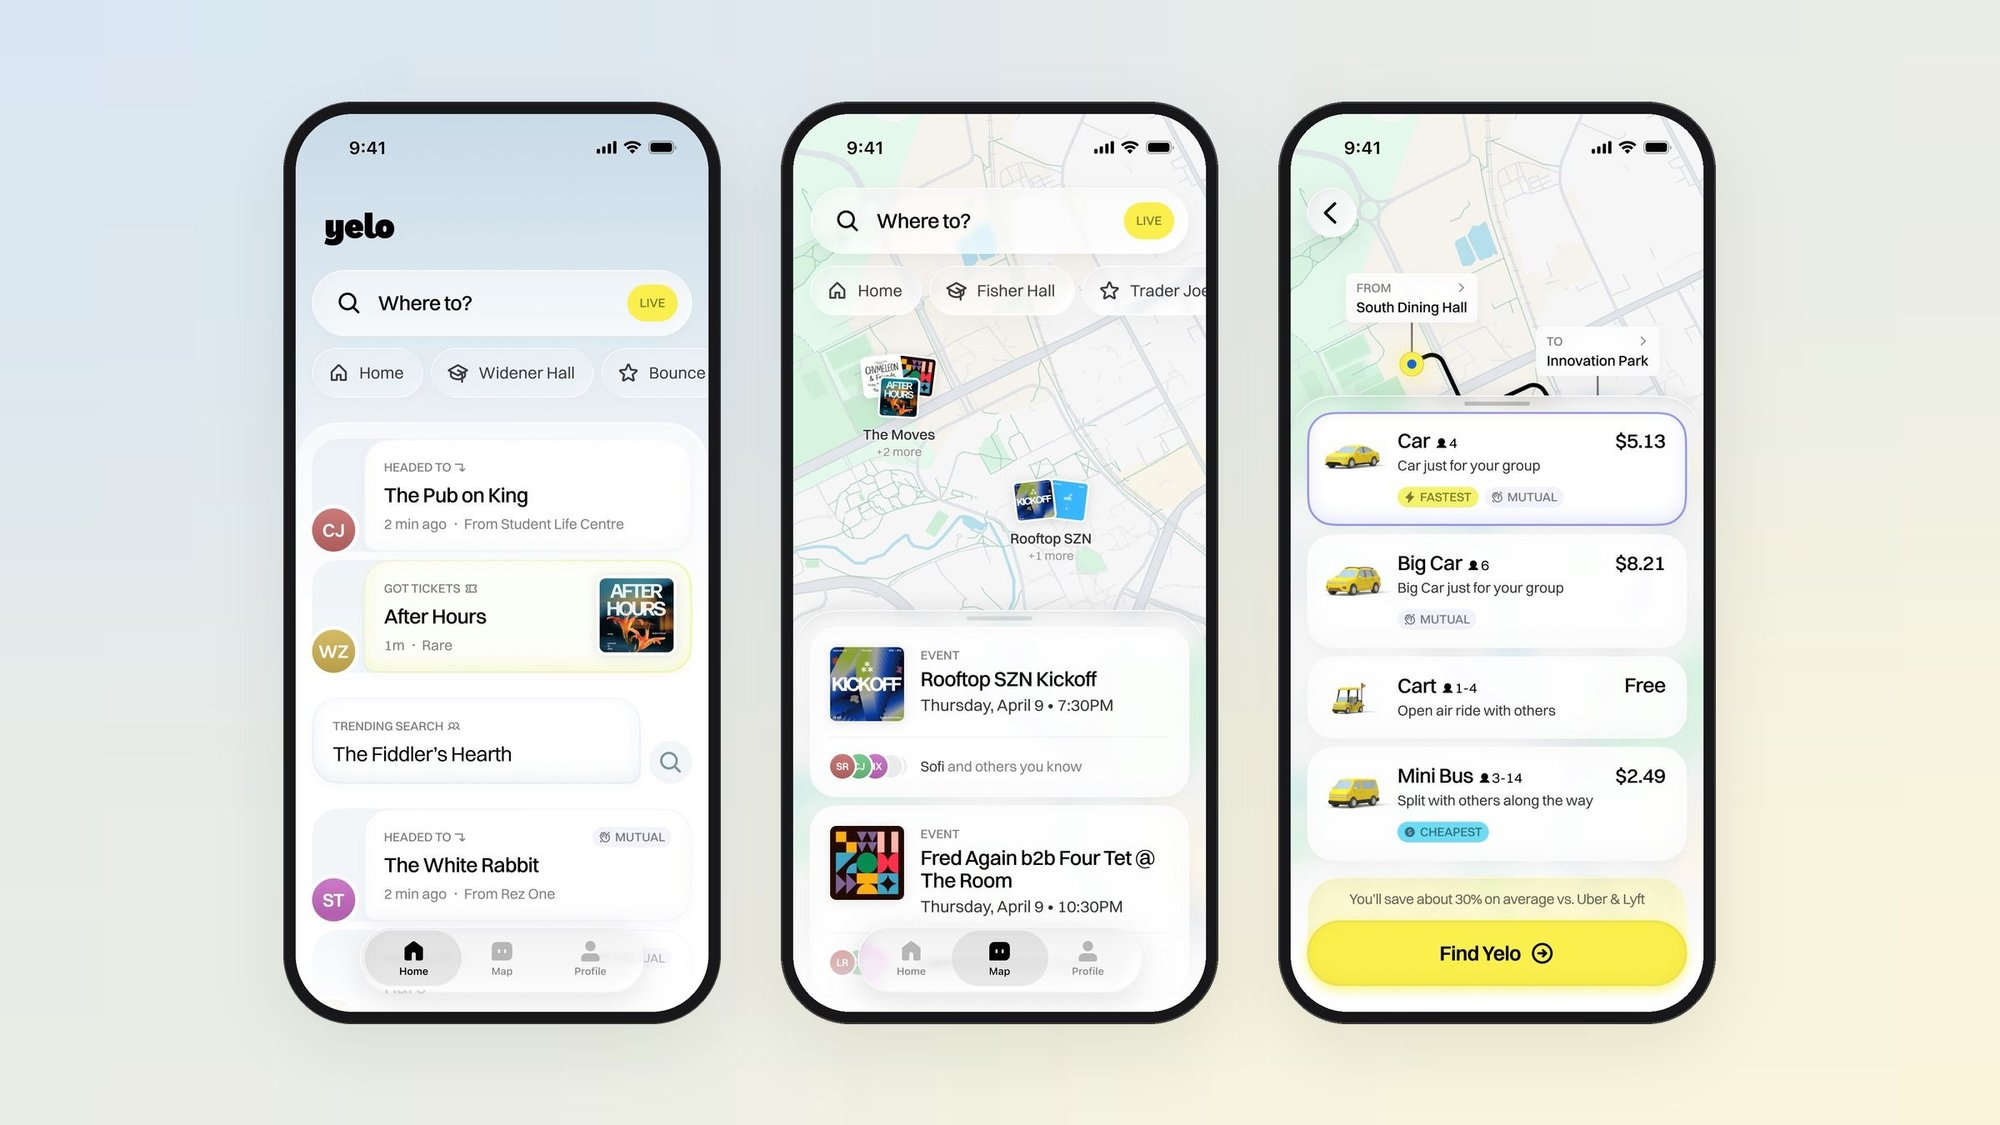 9:41
yelo
Where to?
LIVE
Home
Widener Hall
Bounce
HEADED TO
The Pub on King
2 min ago · From Student Life Centre
CJ
GOT TICKETS
After Hours
1m · Rare
WZ
AFTER
HOURS
TRENDING SEARCH
The Fiddler's Hearth
HEADED TO
MUTUAL
The White Rabbit
2 min ago · From Rez One
ST
Home
Map
Profile
9:41
Where to?
LIVE
Home
Fisher Hall
Trader Joe
CHAMELEON
AFTER
HOURS
The Moves
+2 more
KICKOFF
Rooftop SZN
+1 more
KICKOFF
EVENT
Rooftop SZN Kickoff
Thursday, April 9 • 7:30PM
SR
CJ
Sofi and others you know
EVENT
Fred Again b2b Four Tet @
The Room
Thursday, April 9 • 10:30PM
LR
Home
Map
Profile
9:41
FROM
South Dining Hall
TO
Innovation Park
Car 4
$5.13
Car just for your group
FASTEST
MUTUAL
Big Car 6
$8.21
Big Car just for your group
MUTUAL
Cart 1-4
Free
Open air ride with others
Mini Bus 3-14
$2.49
Split with others along the way
CHEAPEST
You'll save about 30% on average vs. Uber & Lyft
Find Yelo